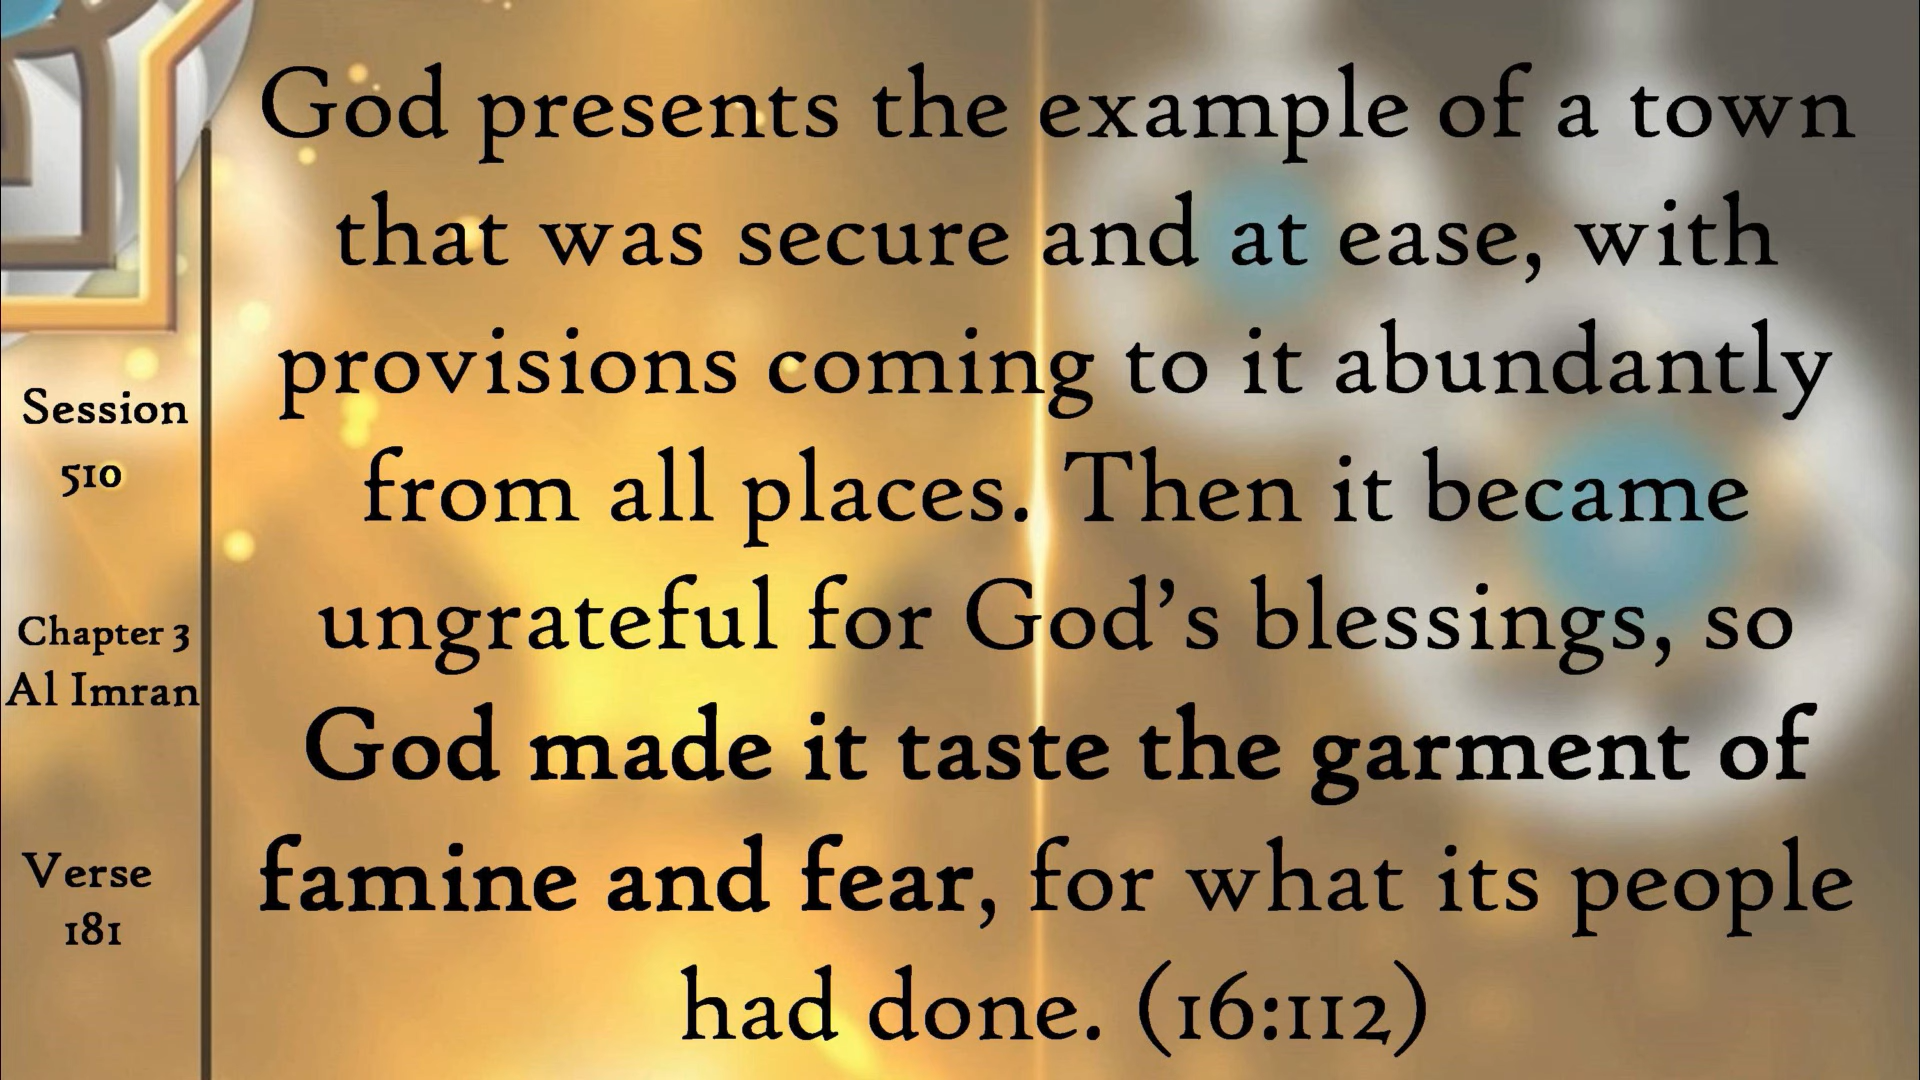 Session
510
Chapter 3
Al Imran
Verse
181
God presents the example of a town
that was secure and at ease, with
provisions coming to it abundantly
from all places. Then it became
ungrateful for God’s blessings, so
God made it taste the garment of
famine and fear, for what its people
had done. (16:112)